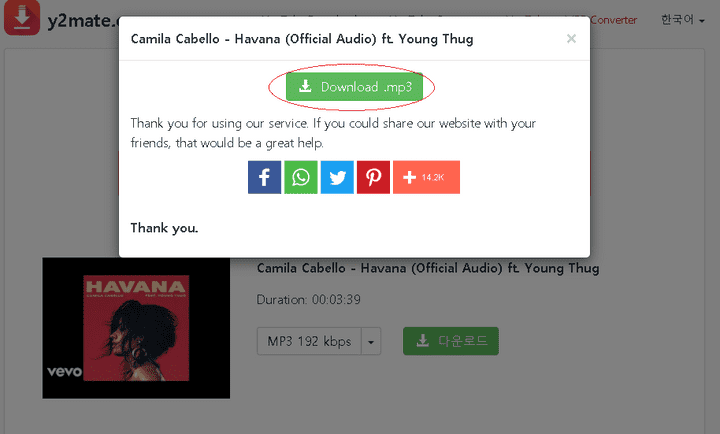 y2mate.
Converter
한국어
Camila Cabello - Havana (Official Audio) ft. Young Thug
×
Download .mp3
Thank you for using our service. If you could share our website with your
friends, that would be a great help.
14.2K
Thank you.
HAVANA
CAMILA CABELLO
vevo
Camila Cabello - Havana (Official Audio) ft. Young Thug
Duration: 00:03:39
MP3 192 kbps
다운로드